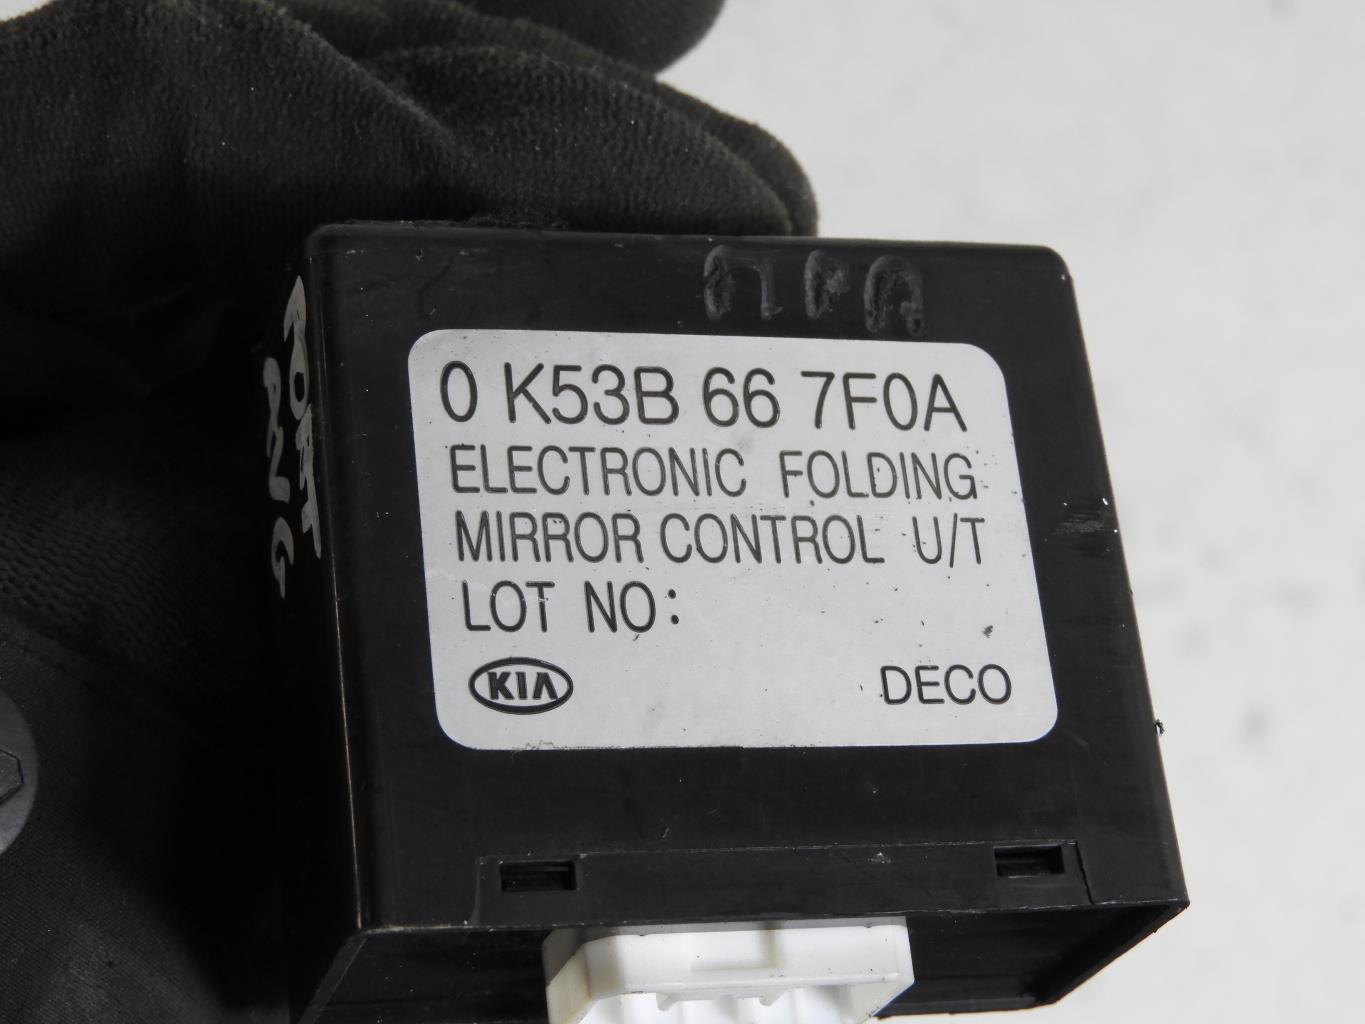 0 K53B 66 7F0A
ELECTRONIC FOLDING
MIRROR CONTROL U/T
LOT NO:
KIA
DECO